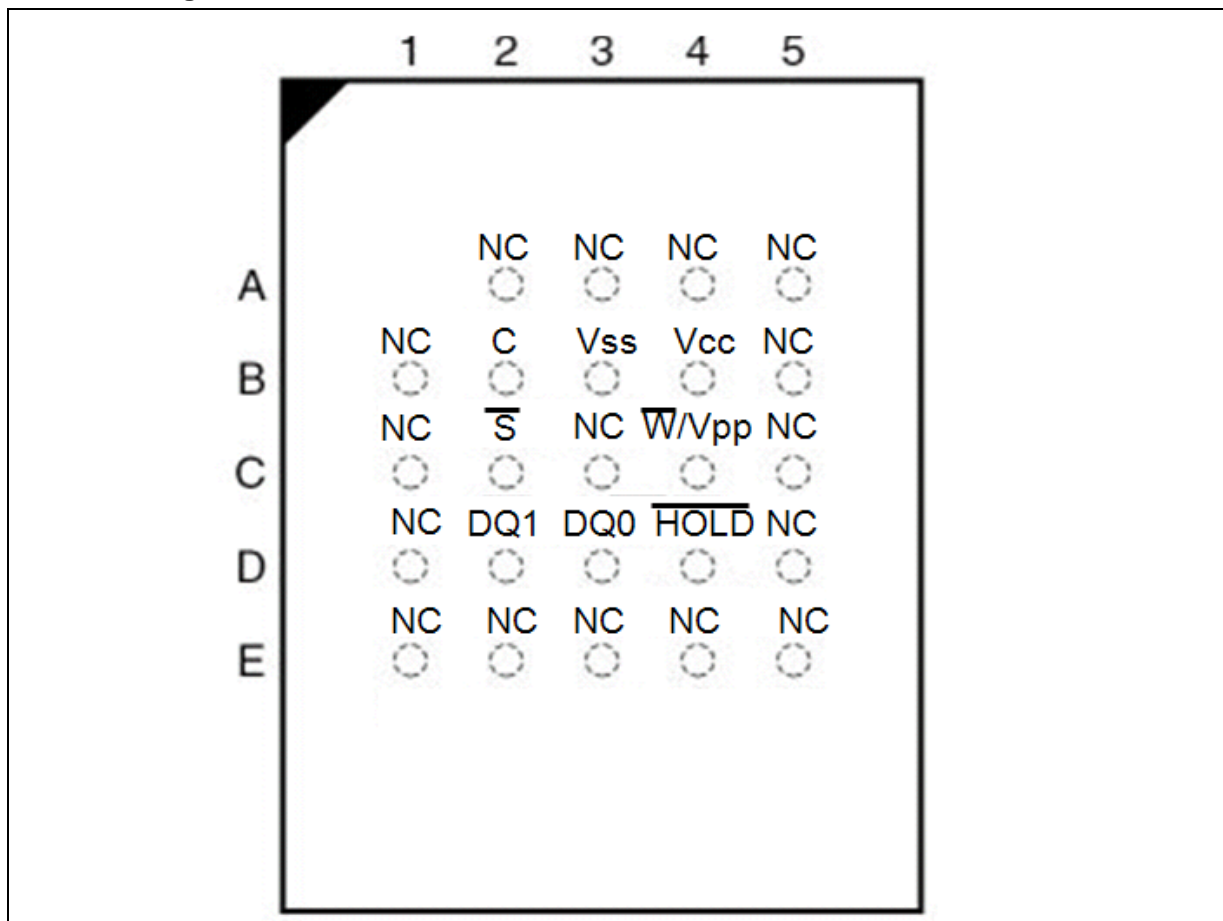 1 2 3 4 5
NC NC NC NC
A
NC C Vss Vcc NC
B
NC S̅ NC W̅/Vpp NC
C
NC DQ1 DQ0 H̅O̅L̅D̅ NC
D
NC NC NC NC NC
E